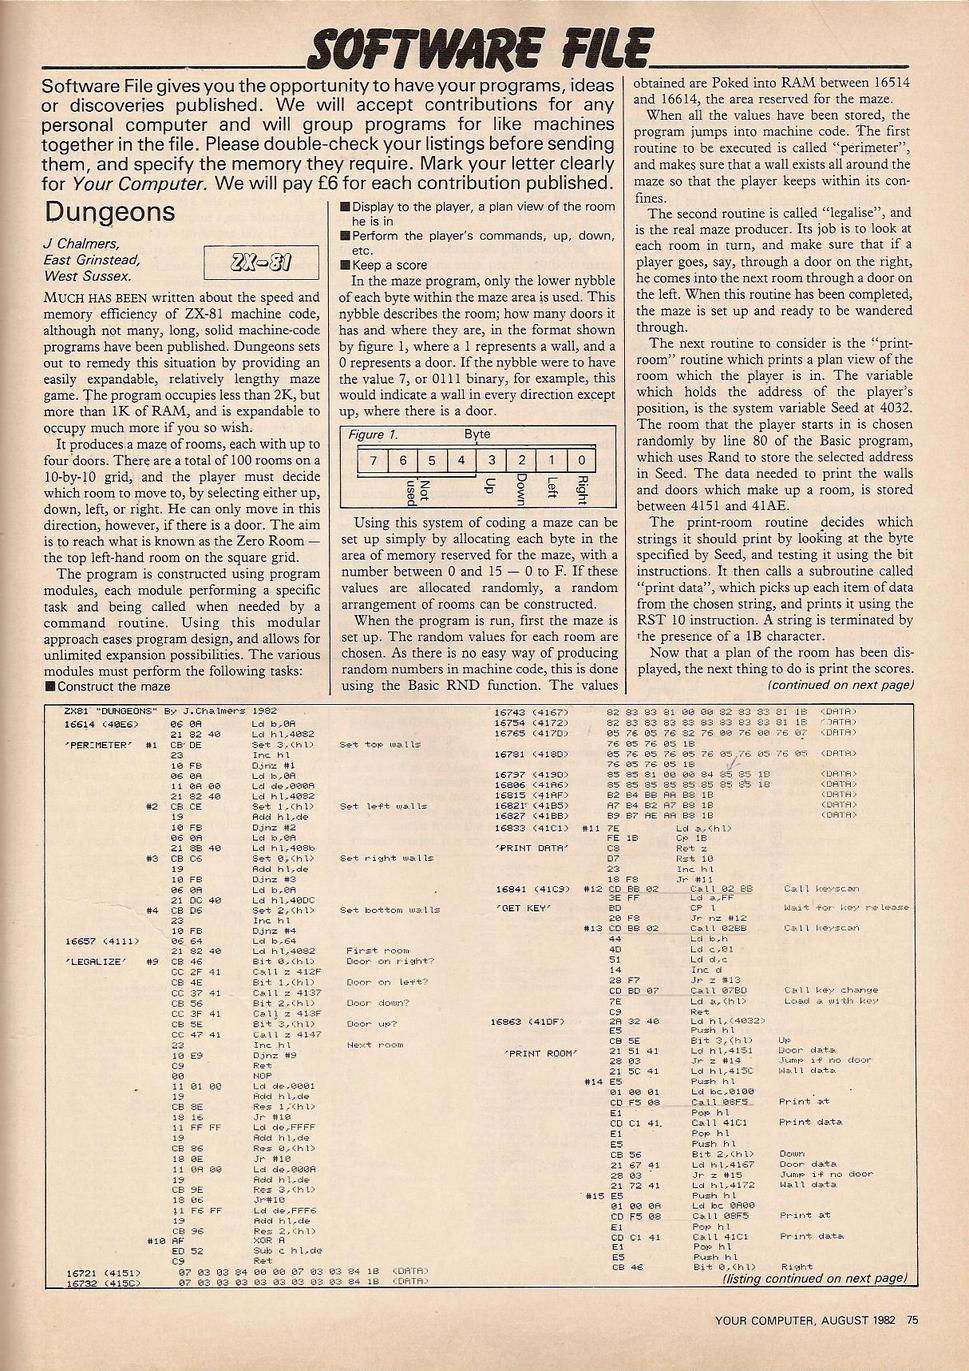 SOFTWARE FILE
Software File gives you the opportunity to have your programs, ideas
or discoveries published. We will accept contributions for any
personal computer and will group programs for like machines
together in the file. Please double-check your listings before sending
them, and specify the memory they require. Mark your letter clearly
for Your Computer. We will pay £6 for each contribution published.
Dungeons
J Chalmers,
East Grinstead,
West Sussex.
ZX-81
MUCH HAS BEEN written about the speed and
memory efficiency of ZX-81 machine code,
although not many, long, solid machine-code
programs have been published. Dungeons sets
out to remedy this situation by providing an
easily expandable, relatively lengthy maze
game. The program occupies less than 2K, but
more than 1K of RAM, and is expandable to
occupy much more if you so wish.
It produces a maze of rooms, each with up to
four doors. There are a total of 100 rooms on a
10-by-10 grid, and the player must decide
which room to move to, by selecting either up,
down, left, or right. He can only move in this
direction, however, if there is a door. The aim
is to reach what is known as the Zero Room —
the top left-hand room on the square grid.
The program is constructed using program
modules, each module performing a specific
task and being called when needed by a
command routine. Using this modular
approach eases program design, and allows for
unlimited expansion possibilities. The various
modules must perform the following tasks:
■ Construct the maze
■ Display to the player, a plan view of the room
he is in
■ Perform the player's commands, up, down,
etc.
■ Keep a score
In the maze program, only the lower nybble
of each byte within the maze area is used. This
nybble describes the room; how many doors it
has and where they are, in the format shown
by figure 1, where a 1 represents a wall, and a
0 represents a door. If the nybble were to have
the value 7, or 0111 binary, for example, this
would indicate a wall in every direction except
up, where there is a door.
Figure 1. Byte
7 6 5 4 3 2 1 0
Not used Up Down Left Right
Using this system of coding a maze can be
set up simply by allocating each byte in the
area of memory reserved for the maze, with a
number between 0 and 15 — 0 to F. If these
values are allocated randomly, a random
arrangement of rooms can be constructed.
When the program is run, first the maze is
set up. The random values for each room are
chosen. As there is no easy way of producing
random numbers in machine code, this is done
using the Basic RND function. The values
obtained are Poked into RAM between 16514
and 16614, the area reserved for the maze.
When all the values have been stored, the
program jumps into machine code. The first
routine to be executed is called "perimeter",
and makes sure that a wall exists all around the
maze so that the player keeps within its con-
fines.
The second routine is called "legalise", and
is the real maze producer. Its job is to look at
each room in turn, and make sure that if a
player goes, say, through a door on the right,
he comes into the next room through a door on
the left. When this routine has been completed,
the maze is set up and ready to be wandered
through.
The next routine to consider is the "print-
room" routine which prints a plan view of the
room which the player is in. The variable
which holds the address of the player's
position, is the system variable Seed at 4032.
The room that the player starts in is chosen
randomly by line 80 of the Basic program,
which uses Rand to store the selected address
in Seed. The data needed to print the walls
and doors which make up a room, is stored
between 4151 and 41AE.
The print-room routine decides which
strings it should print by looking at the byte
specified by Seed, and testing it using the bit
instructions. It then calls a subroutine called
"print data", which picks up each item of data
from the chosen string, and prints it using the
RST 10 instruction. A string is terminated by
the presence of a 1B character.
Now that a plan of the room has been dis-
played, the next thing to do is print the scores.
(continued on next page)
ZX81 "DUNGEONS" By J.Chalmers 1982
16614 (40E6) 06 0A Ld b,0A
21 82 40 Ld hl,4082
'PERIMETER' #1 CB DE Set 3,(hl) Set top walls
23 Inc hl
10 FB Djnz #1
06 0A Ld b,0A
11 0A 00 Ld de,000A
21 82 40 Ld hl,4082
#2 CB CE Set 1,(hl) Set left walls
19 Add hl,de
10 FB Djnz #2
06 0A Ld b,0A
21 8B 40 Ld hl,408b
#3 CB C6 Set 0,(hl) Set right walls
19 Add hl,de
10 FB Djnz #3
06 0A Ld b,0A
21 DC 40 Ld hl,40DC
#4 CB D6 Set 2,(hl) Set bottom walls
23 Inc hl
10 FB Djnz #4
16657 (4111) 06 64 Ld b,64
21 82 40 Ld hl,4082 First room
'LEGALIZE' #9 CB 46 Bit 0,(hl) Door on right?
CC 2F 41 Call z 412F
CB 4E Bit 1,(hl) Door on left?
CC 37 41 Call z 4137
CB 56 Bit 2,(hl) Door down?
CC 3F 41 Call z 413F
CB 5E Bit 3,(hl) Door up?
CC 47 41 Call z 4147
23 Inc hl Next room
10 E9 Djnz #9
C9 Ret
00 NOP
11 01 00 Ld de,0001
19 Add hl,de
CB 8E Res 1,(hl)
18 16 Jr #10
11 FF FF Ld de,FFFF
19 Add hl,de
CB 86 Res 0,(hl)
18 0E Jr #10
11 0A 00 Ld de,000A
19 Add hl,de
CB 9E Res 3,(hl)
18 06 Jr#10
11 F6 FF Ld de,FFF6
19 Add hl,de
CB 96 Res 2,(hl)
#10 AF XOR A
ED 52 Sub c hl,de
C9 Ret
16721 (4151) 07 03 03 84 00 00 07 03 03 84 1B (DATA)
16732 (415C) 07 03 03 03 03 03 03 03 03 84 1B (DATA)
16743 (4167) 82 83 83 81 00 00 82 83 83 81 1B (DATA)
16754 (4172) 82 83 83 83 83 83 83 83 83 81 1B (DATA)
16765 (417D) 05 76 05 76 82 76 00 76 00 76 07 (DATA)
76 05 76 05 1B
16781 (418D) 05 76 05 76 05 76 05 76 05 76 05 (DATA)
76 05 76 05 1B
16797 (419D) 85 85 81 00 00 84 85 85 1B (DATA)
16806 (41A6) 85 85 85 85 85 85 85 85 1B (DATA)
16815 (41AF) B2 B4 BB AA B8 1B (DATA)
16821 (41B5) A7 B4 B2 A7 B8 1B (DATA)
16827 (41BB) B9 B7 AE AA B8 1B (DATA)
16833 (41C1) #11 7E Ld a,(hl)
FE 1B Cp 1B
'PRINT DATA' C8 Ret z
D7 Rst 10
23 Inc hl
18 F8 Jr #11
16841 (41C9) #12 CD BB 02 Call 02 BB Call keyscan
3E FF Ld a,FF
'GET KEY' BD CP l Wait for key release
20 F8 Jr nz #12
#13 CD BB 02 Call 02BB Call keyscan
44 Ld b,h
4D Ld c,01
51 Ld d,c
14 Inc d
28 F7 Jr z #13
CD BD 07 Call 07BD Call key change
7E Ld a,(hl) Load a with key
C9 Ret
16863 (41DF) 2A 32 40 Ld hl,(4032)
E5 Push hl
CB 5E Bit 3,(hl) Up
'PRINT ROOM' 21 51 41 Ld hl,4151 Door data
28 03 Jr z #14 Jump if no door
21 5C 41 Ld hl,415C Wall data
#14 E5 Push hl
01 00 01 Ld bc,0100
CD F5 08 Call 08F5 Print at
E1 Pop hl
CD C1 41 Call 41C1 Print data
E1 Pop hl
E5 Push hl
CB 56 Bit 2,(hl) Down
21 67 41 Ld hl,4167 Door data
28 03 Jr z #15 Jump if no door
21 72 41 Ld hl,4172 Wall data
#15 E5 Push hl
01 00 0A Ld bc 0A00
CD F5 08 Call 08F5 Print at
E1 Pop hl
CD C1 41 Call 41C1 Print data
E1 Pop hl
E5 Push hl
CB 46 Bit 0,(hl) Right
(listing continued on next page)
YOUR COMPUTER, AUGUST 1982 75